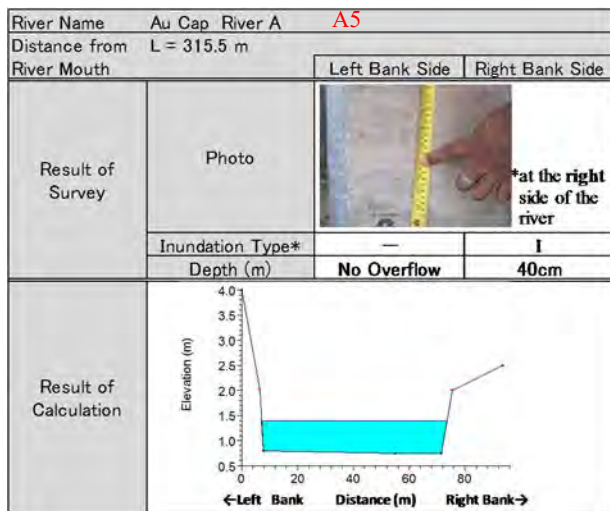 River Name Au Cap River A A5
Distance from L = 315.5 m
River Mouth Left Bank Side Right Bank Side
Result of
Survey
Photo
*at the right
side of the
river
Inundation Type* — I
Depth (m) No Overflow 40cm
Result of
Calculation
Elevation (m)
4.0
3.5
3.0
2.5
2.0
1.5
1.0
0.5
0 20 40 60 80
←Left Bank Distance (m) Right Bank→